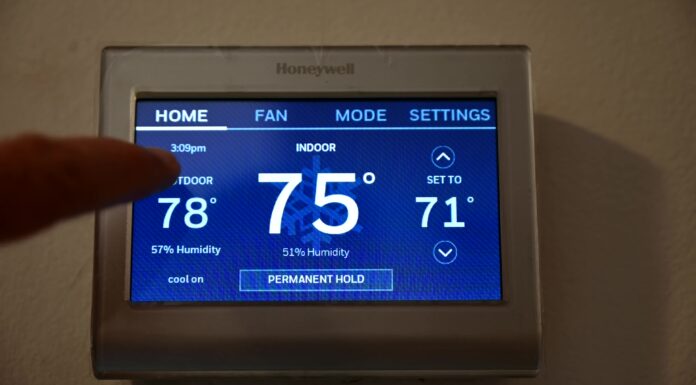 Honeywell
HOME FAN MODE SETTINGS
3:09pm
INDOOR
75°
51% Humidity
78°
57% Humidity
SET TO
71°
cool on
PERMANENT HOLD